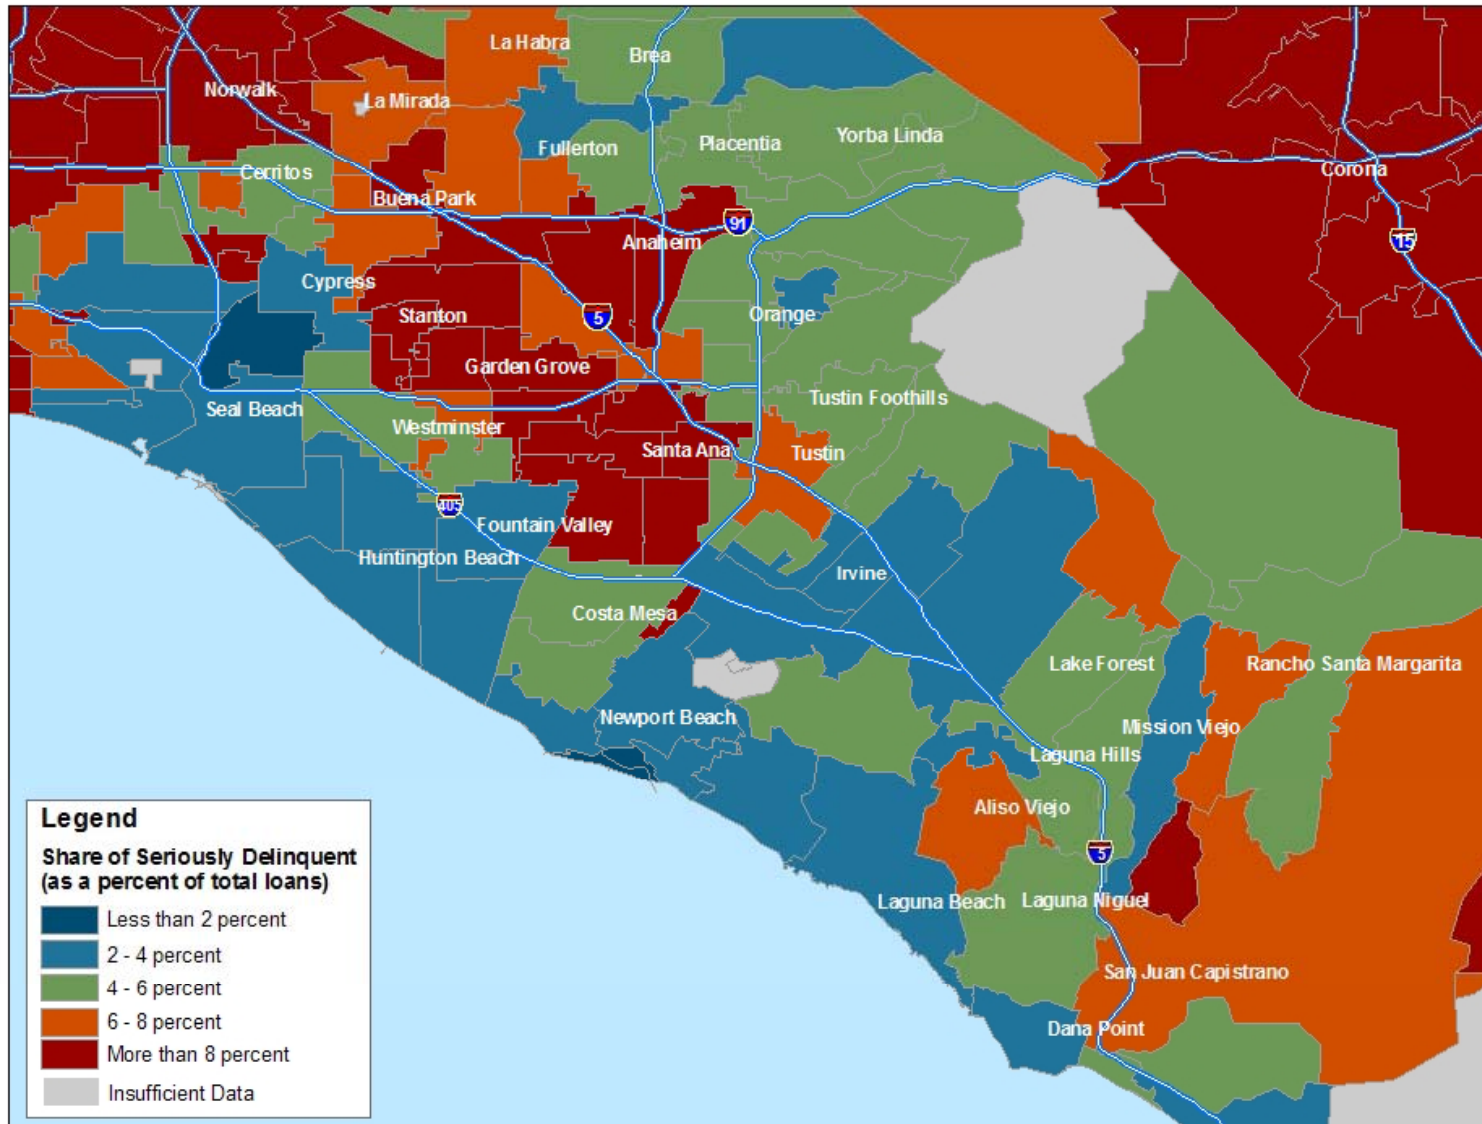 La Habra
Brea
Norwalk
La Mirada
Placentia
Yorba Linda
Fullerton
Cerritos
Corona
Buena Park
91
Anaheim
15
Cypress
Stanton
5
Orange
Garden Grove
Tustin Foothills
Seal Beach
Westminster
Santa Ana
Tustin
405
Fountain Valley
Huntington Beach
Irvine
Costa Mesa
Lake Forest
Rancho Santa Margarita
Newport Beach
Mission Viejo
Laguna Hills
Aliso Viejo
5
Laguna Beach
Laguna Niguel
San Juan Capistrano
Dana Point
Legend
Share of Seriously Delinquent
(as a percent of total loans)
Less than 2 percent
2 - 4 percent
4 - 6 percent
6 - 8 percent
More than 8 percent
Insufficient Data